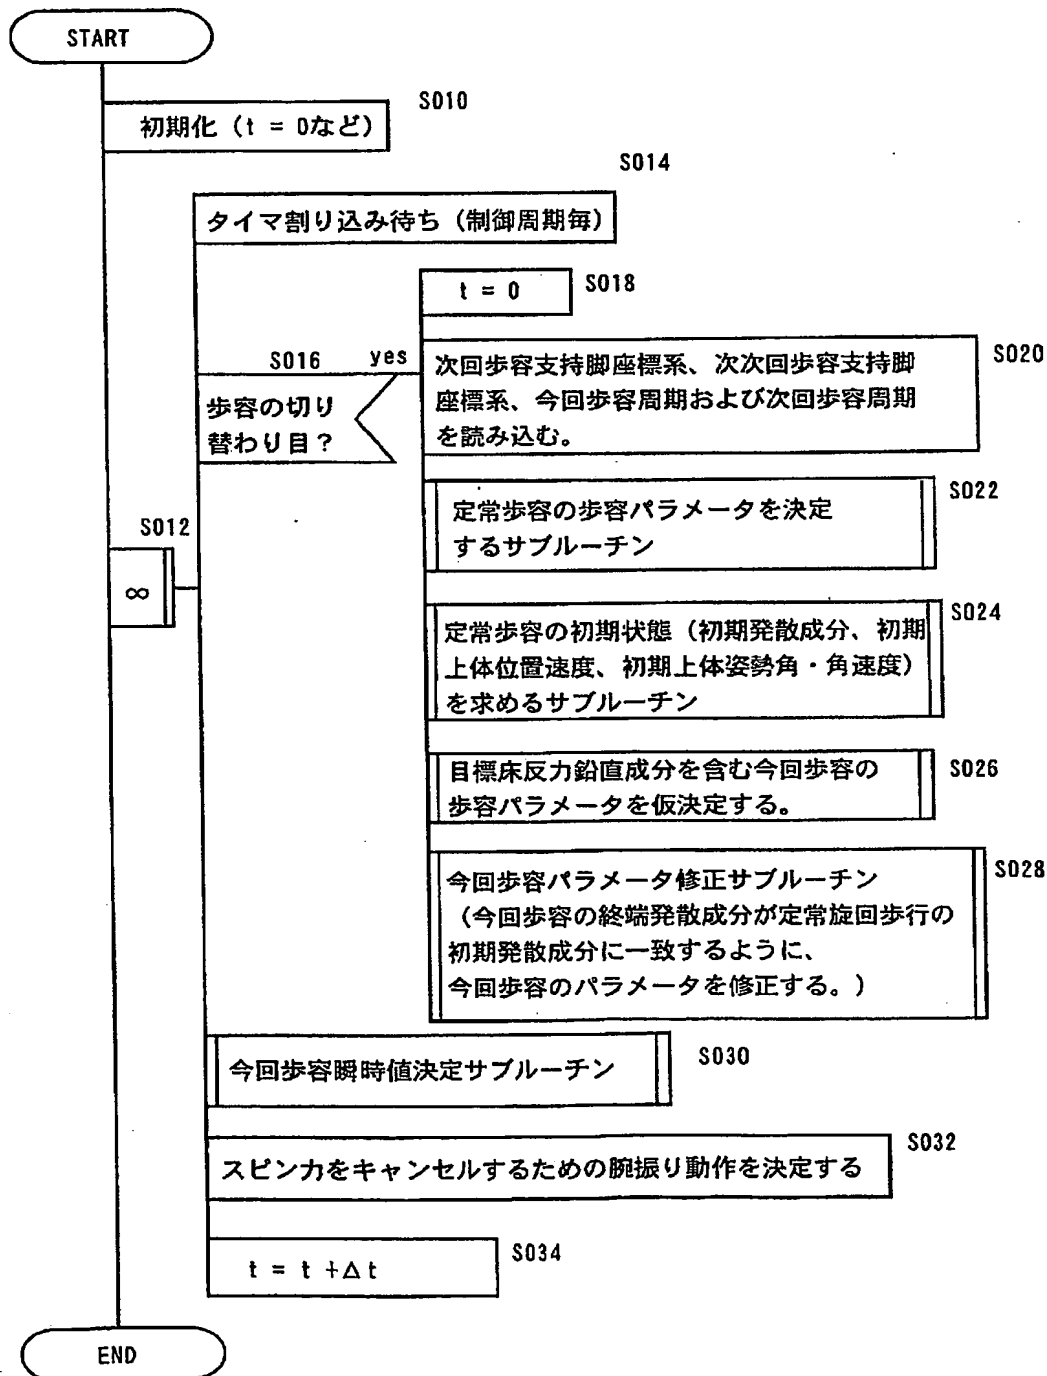 START
S010
初期化（t = 0など）
S014
タイマ割り込み待ち（制御周期毎）
t = 0
S018
S016
yes
歩容の切り
替わり目？
次回歩容支持脚座標系、次次回歩容支持脚
座標系、今回歩容周期および次回歩容周期
を読み込む。
S020
定常歩容の歩容パラメータを決定
するサブルーチン
S022
S012
∞
定常歩容の初期状態（初期発散成分、初期
上体位置速度、初期上体姿勢角・角速度）
を求めるサブルーチン
S024
目標床反力鉛直成分を含む今回歩容の
歩容パラメータを仮決定する。
S026
今回歩容パラメータ修正サブルーチン
（今回歩容の終端発散成分が定常旋回歩行の
初期発散成分に一致するように、
今回歩容のパラメータを修正する。）
S028
今回歩容瞬時値決定サブルーチン
S030
スピン力をキャンセルするための腕振り動作を決定する
S032
t = t +Δt
S034
END